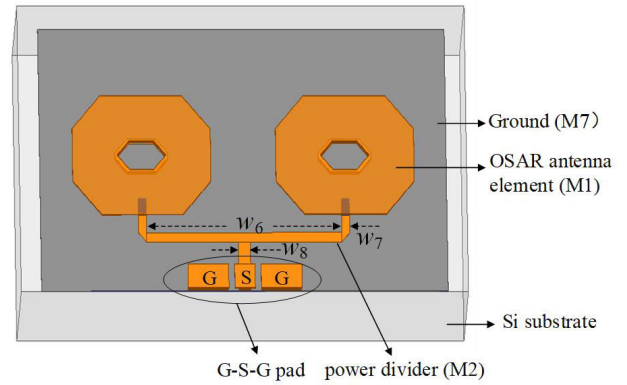 Ground (M7）
OSAR antenna
element (M1)
w₆
w₇
w₈
G S G
Si substrate
G-S-G pad
power divider (M2)